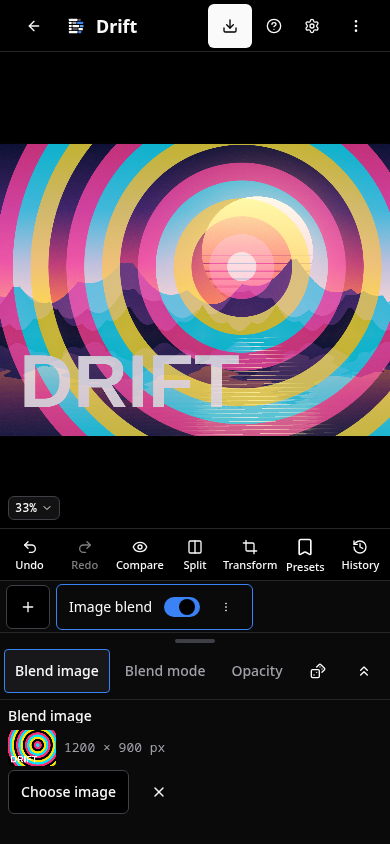 Drift
DRIFT
33%
Undo
Redo
Compare
Split
Transform
Presets
History
Image blend
Blend image
Blend mode
Opacity
Blend image
DRIFT
1200 × 900 px
Choose image